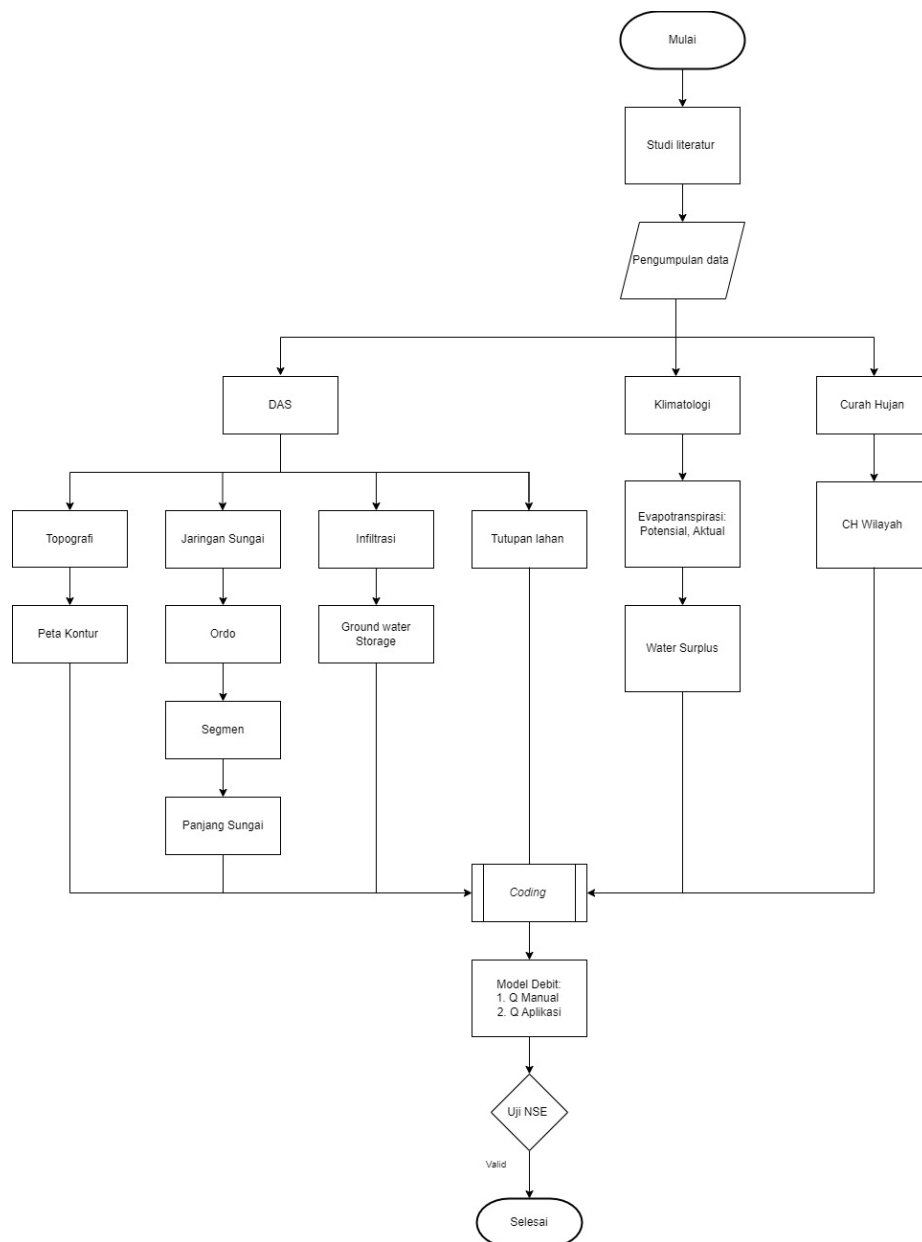 Mulai
Studi literatur
Pengumpulan data
DAS
Klimatologi
Curah Hujan
Topografi
Jaringan Sungai
Infiltrasi
Tutupan lahan
Evapotranspirasi:
Potensial, Aktual
CH Wilayah
Peta Kontur
Ordo
Ground water
Storage
Water Surplus
Segmen
Panjang Sungai
Coding
Model Debit:
1. Q Manual
2. Q Aplikasi
Uji NSE
Valid
Selesai